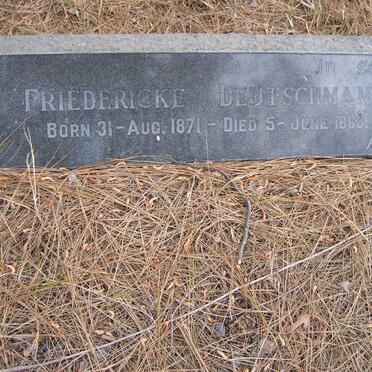 In
FRIEDERICKE DEUTSCHMAN
BORN 31-AUG. 1871 - DIED 5-JUNE